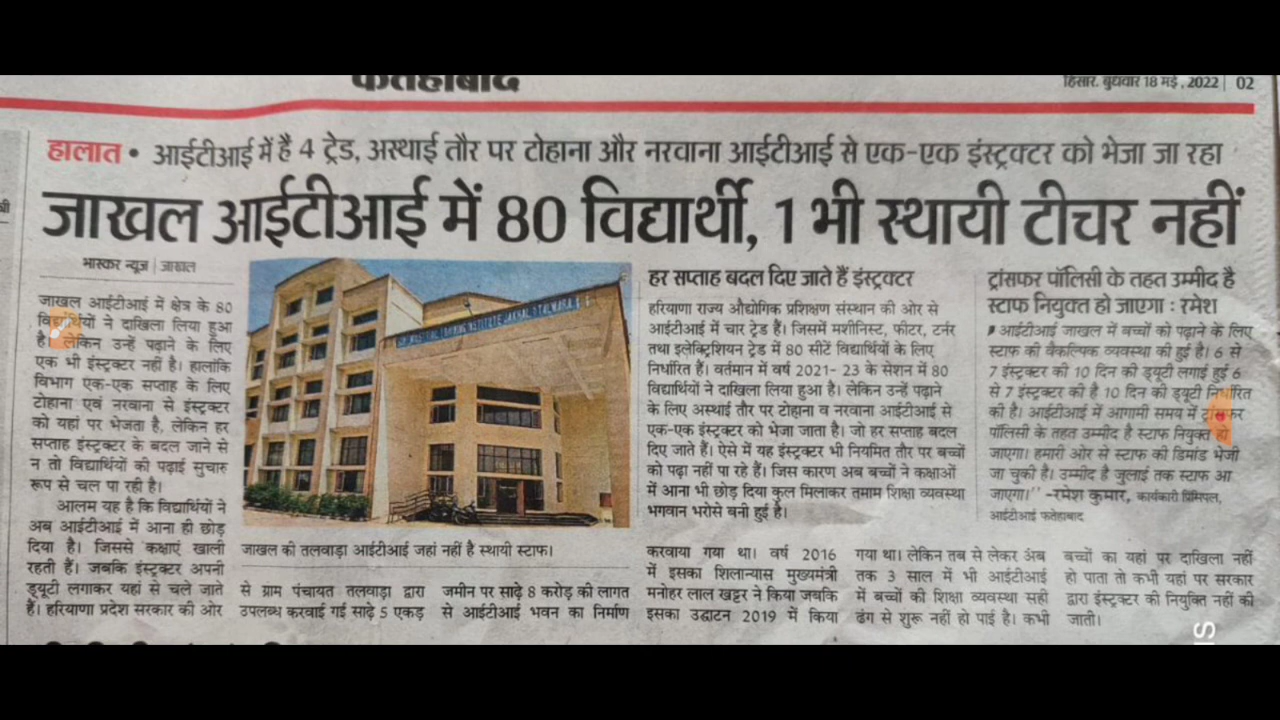 फतेहाबाद
हिसार, बुधवार 18 मई, 2022 | 02
हालात • आईटीआई में हैं 4 ट्रेड, अस्थाई तौर पर टोहाना और नरवाना आईटीआई से एक-एक इंस्ट्रक्टर को भेजा जा रहा
जाखल आईटीआई में 80 विद्यार्थी, 1 भी स्थायी टीचर नहीं
भास्कर न्यूज | जाखल
जाखल आईटीआई में क्षेत्र के 80
विद्यार्थियों ने दाखिला लिया हुआ
है। लेकिन उन्हें पढ़ाने के लिए
एक भी इंस्ट्रक्टर नहीं है। हालांकि
विभाग एक-एक सप्ताह के लिए
टोहाना एवं नरवाना से इंस्ट्रक्टर
को यहां पर भेजता है, लेकिन हर
सप्ताह इंस्ट्रक्टर के बदल जाने से
न तो विद्यार्थियों की पढ़ाई सुचारु
रूप से चल पा रही है।
आलम यह है कि विद्यार्थियों ने
अब आईटीआई में आना ही छोड़
दिया है। जिससे कक्षाएं खाली
रहती हैं। जबकि इंस्ट्रक्टर अपनी
ड्यूटी लगाकर यहां से चले जाते
हैं। हरियाणा प्रदेश सरकार की ओर
जाखल की तलवाड़ा आईटीआई जहां नहीं है स्थायी स्टाफ।
से ग्राम पंचायत तलवाड़ा द्वारा
उपलब्ध करवाई गई साढ़े 5 एकड़
जमीन पर साढ़े 8 करोड़ की लागत
से आईटीआई भवन का निर्माण
करवाया गया था। वर्ष 2016
में इसका शिलान्यास मुख्यमंत्री
मनोहर लाल खट्टर ने किया जबकि
इसका उद्घाटन 2019 में किया
गया था। लेकिन तब से लेकर अब
तक 3 साल में भी आईटीआई
में बच्चों की शिक्षा व्यवस्था सही
ढंग से शुरू नहीं हो पाई है। कभी
बच्चों का यहां पर दाखिला नहीं
हो पाता तो कभी यहां पर सरकार
द्वारा इंस्ट्रक्टर की नियुक्ति नहीं की
जाती।
हर सप्ताह बदल दिए जाते हैं इंस्ट्रक्टर
हरियाणा राज्य औद्योगिक प्रशिक्षण संस्थान की ओर से
आईटीआई में चार ट्रेड हैं। जिसमें मशीनिस्ट, फीटर, टर्नर
तथा इलेक्ट्रिशियन ट्रेड में 80 सीटें विद्यार्थियों के लिए
निर्धारित हैं। वर्तमान में वर्ष 2021- 23 के सेशन में 80
विद्यार्थियों ने दाखिला लिया हुआ है। लेकिन उन्हें पढ़ाने
के लिए अस्थाई तौर पर टोहाना व नरवाना आईटीआई से
एक-एक इंस्ट्रक्टर को भेजा जाता है। जो हर सप्ताह बदल
दिए जाते हैं। ऐसे में यह इंस्ट्रक्टर भी नियमित तौर पर बच्चों
को पढ़ा नहीं पा रहे हैं। जिस कारण अब बच्चों ने कक्षाओं
में आना भी छोड़ दिया कुल मिलाकर तमाम शिक्षा व्यवस्था
भगवान भरोसे बनी हुई है।
ट्रांसफर पॉलिसी के तहत उम्मीद है
स्टाफ नियुक्त हो जाएगा : रमेश
आईटीआई जाखल में बच्चों को पढ़ाने के लिए
स्टाफ की वैकल्पिक व्यवस्था की हुई है। 6 से
7 इंस्ट्रक्टर की 10 दिन की ड्यूटी लगाई हुई 6
से 7 इंस्ट्रक्टर की है 10 दिन की ड्यूटी निर्धारित
की है। आईटीआई में आगामी समय में ट्रांसफर
पॉलिसी के तहत उम्मीद है स्टाफ नियुक्त हो
जाएगा। हमारी ओर से स्टाफ की डिमांड भेजी
जा चुकी है। उम्मीद है जुलाई तक स्टाफ आ
जाएगा।'' -रमेश कुमार, कार्यकारी प्रिंसिपल,
आईटीआई फतेहाबाद